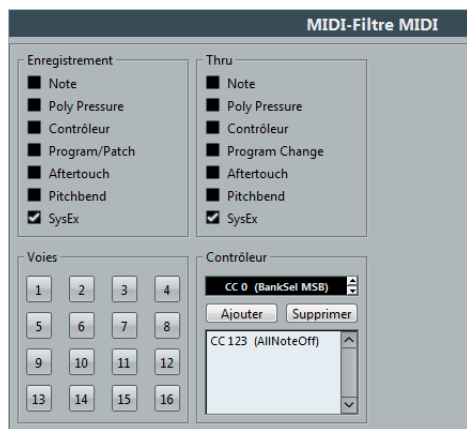 MIDI-Filtre MIDI
Enregistrement
Note
Poly Pressure
Contrôleur
Program/Patch
Aftertouch
Pitchbend
SysEx
Thru
Note
Poly Pressure
Contrôleur
Program Change
Aftertouch
Pitchbend
SysEx
Voies
1 2 3 4
5 6 7 8
9 10 11 12
13 14 15 16
Contrôleur
CC 0 (BankSel MSB)
Ajouter Supprimer
CC 123 (AllNoteOff)